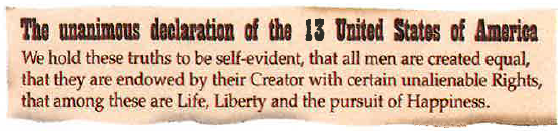 The unanimous declaration of the 13 United States of America
We hold these truths to be self-evident, that all men are created equal,
that they are endowed by their Creator with certain unalienable Rights,
that among these are Life, Liberty and the pursuit of Happiness.